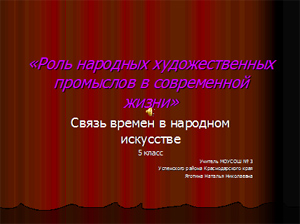 «Роль народных художественных
промыслов в современной
жизни»
Связь времен в народном
искусстве
5 класс
Учитель МОУСОШ № 3
Успенского района Краснодарского края
Яготина Наталья Николаевна